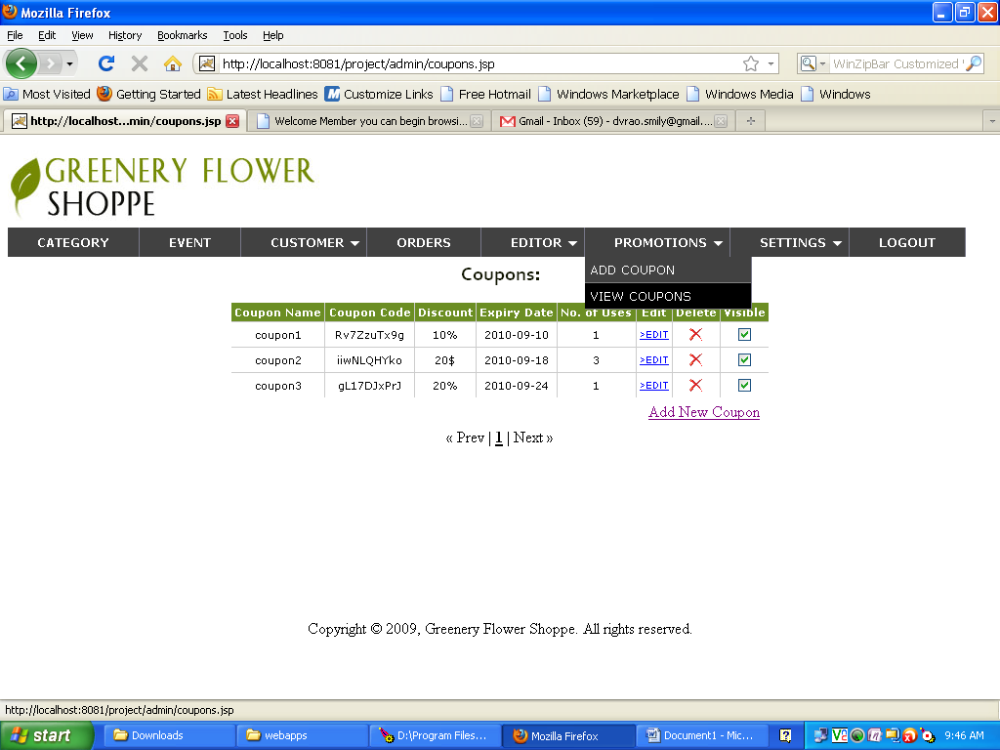 Mozilla Firefox
File Edit View History Bookmarks Tools Help
http://localhost:8081/project/admin/coupons.jsp WinZipBar Customized
Most Visited Getting Started Latest Headlines Customize Links Free Hotmail Windows Marketplace Windows Media Windows
http://localhost...min/coupons.jsp Welcome Member you can begin browsi... Gmail - Inbox (59) - dvrao.smily@gmail....
GREENERY FLOWER
SHOPPE
CATEGORY EVENT CUSTOMER ORDERS EDITOR PROMOTIONS SETTINGS LOGOUT
ADD COUPON
VIEW COUPONS
Coupons:
Coupon Name Coupon Code Discount Expiry Date No. of Uses Edit Delete Visible
coupon1 Rv7ZzuTx9g 10% 2010-09-10 1 >EDIT
coupon2 iiwNLQHYko 20$ 2010-09-18 3 >EDIT
coupon3 gL17DJxPrJ 20% 2010-09-24 1 >EDIT
Add New Coupon
« Prev | 1 | Next »
Copyright © 2009, Greenery Flower Shoppe. All rights reserved.
http://localhost:8081/project/admin/coupons.jsp
start Downloads webapps D:\Program Files... Mozilla Firefox Document1 - Mic... 9:46 AM